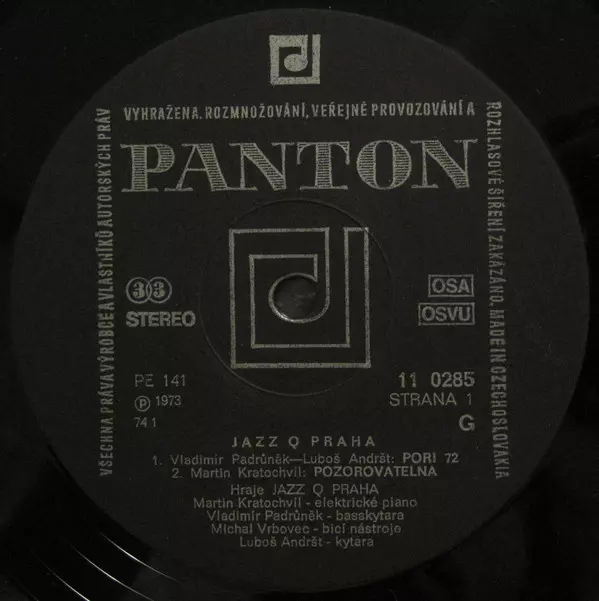 VŠECHNA PRÁVA VÝROBCE A VLASTNÍKŮ AUTORSKÝCH PRÁV
VYHRAŽENA. ROZMNOŽOVÁNÍ, VEŘEJNÉ PROVOZOVÁNÍ A
ROZHLASOVÉ ŠÍŘENÍ ZAKÁZÁNO. MADE IN CZECHOSLOVAKIA
PANTON
33
STEREO
OSA
OSVU
PE 141
℗ 1973
74 1
11 0285
STRANA 1
G
JAZZ Q PRAHA
1. Vladimír Padrůněk—Luboš Andršt: PORI 72
2. Martin Kratochvíl: POZOROVATELNA
Hraje JAZZ Q PRAHA
Martin Kratochvíl - elektrické piano
Vladimír Padrůněk - basskytara
Michal Vrbovec - bicí nástroje
Luboš Andršt - kytara